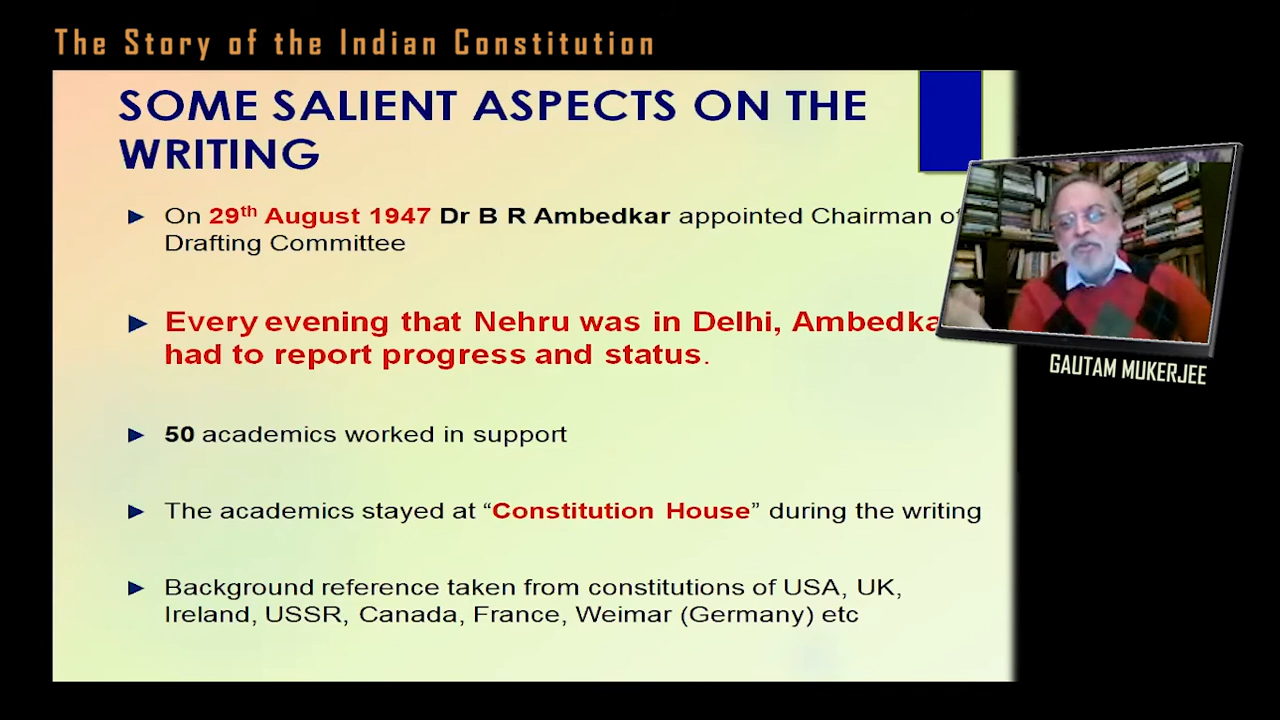 The Story of the Indian Constitution
SOME SALIENT ASPECTS ON THE
WRITING
► On 29th August 1947 Dr B R Ambedkar appointed Chairman of
Drafting Committee
► Every evening that Nehru was in Delhi, Ambedka
had to report progress and status.
► 50 academics worked in support
► The academics stayed at “Constitution House” during the writing
► Background reference taken from constitutions of USA, UK,
Ireland, USSR, Canada, France, Weimar (Germany) etc
GAUTAM MUKERJEE